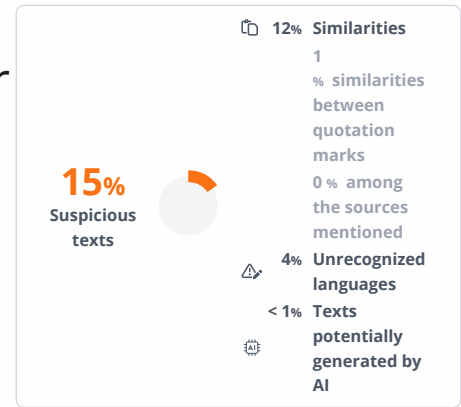 15%
Suspicious
texts
12% Similarities
1
% similarities
between
quotation
marks
0 % among
the sources
mentioned
4% Unrecognized
languages
< 1% Texts
potentially
generated by
AI
AI
r